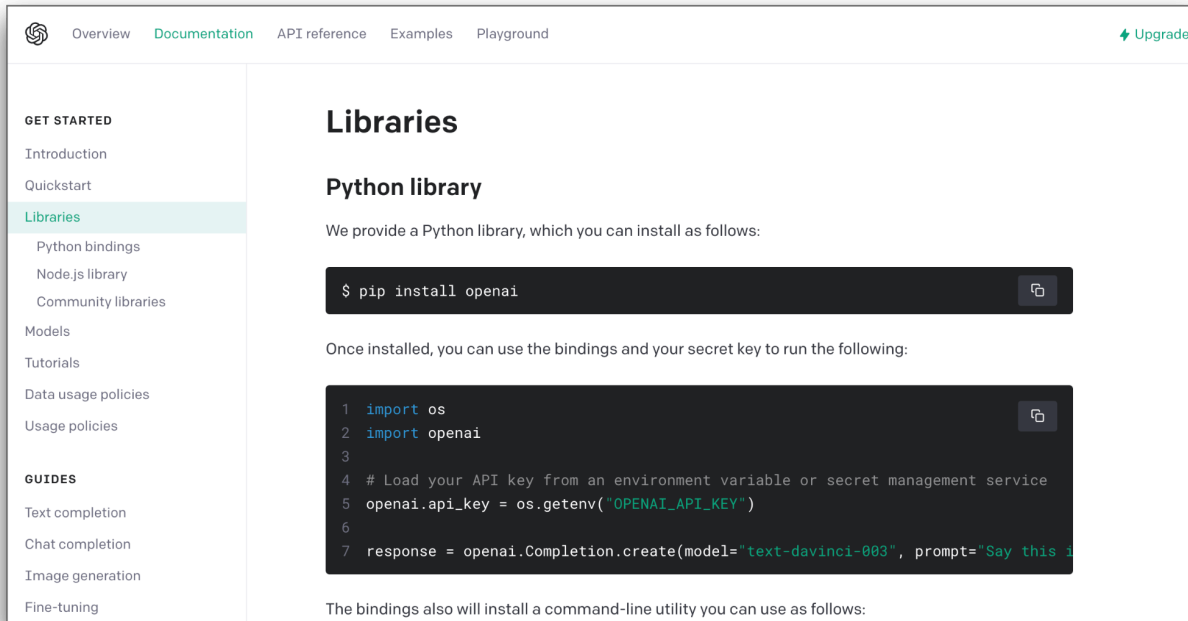 Overview Documentation API reference Examples Playground Upgrade
GET STARTED
Introduction
Quickstart
Libraries
Python bindings
Node.js library
Community libraries
Models
Tutorials
Data usage policies
Usage policies
GUIDES
Text completion
Chat completion
Image generation
Fine-tuning
Libraries
Python library
We provide a Python library, which you can install as follows:
$ pip install openai
Once installed, you can use the bindings and your secret key to run the following:
1 import os
2 import openai
3
4 # Load your API key from an environment variable or secret management service
5 openai.api_key = os.getenv("OPENAI_API_KEY")
6
7 response = openai.Completion.create(model="text-davinci-003", prompt="Say this i
The bindings also will install a command-line utility you can use as follows: